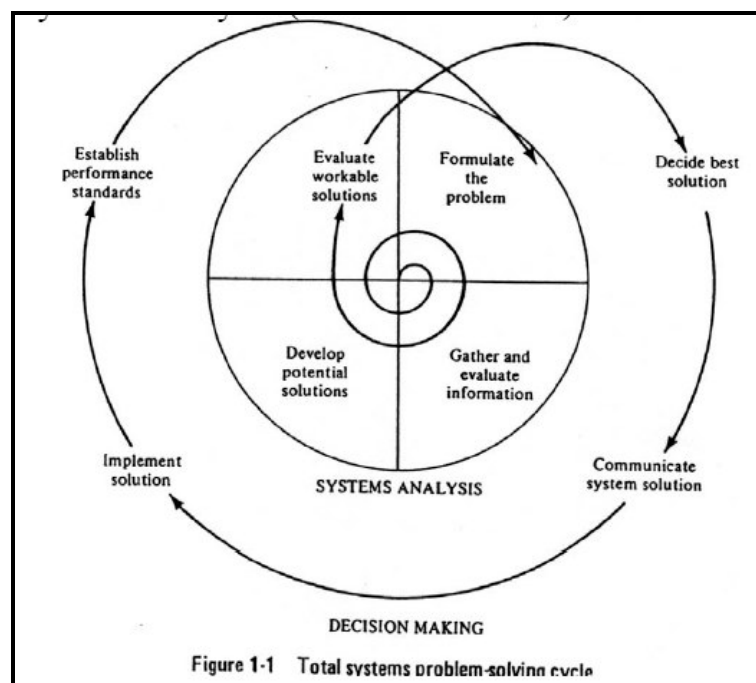 Establish
performance
standards
Evaluate
workable
solutions
Formulate
the
problem
Decide best
solution
Develop
potential
solutions
Gather and
evaluate
information
Implement
solution
SYSTEMS ANALYSIS
Communicate
system solution
DECISION MAKING
Figure 1-1 Total systems problem-solving cycle